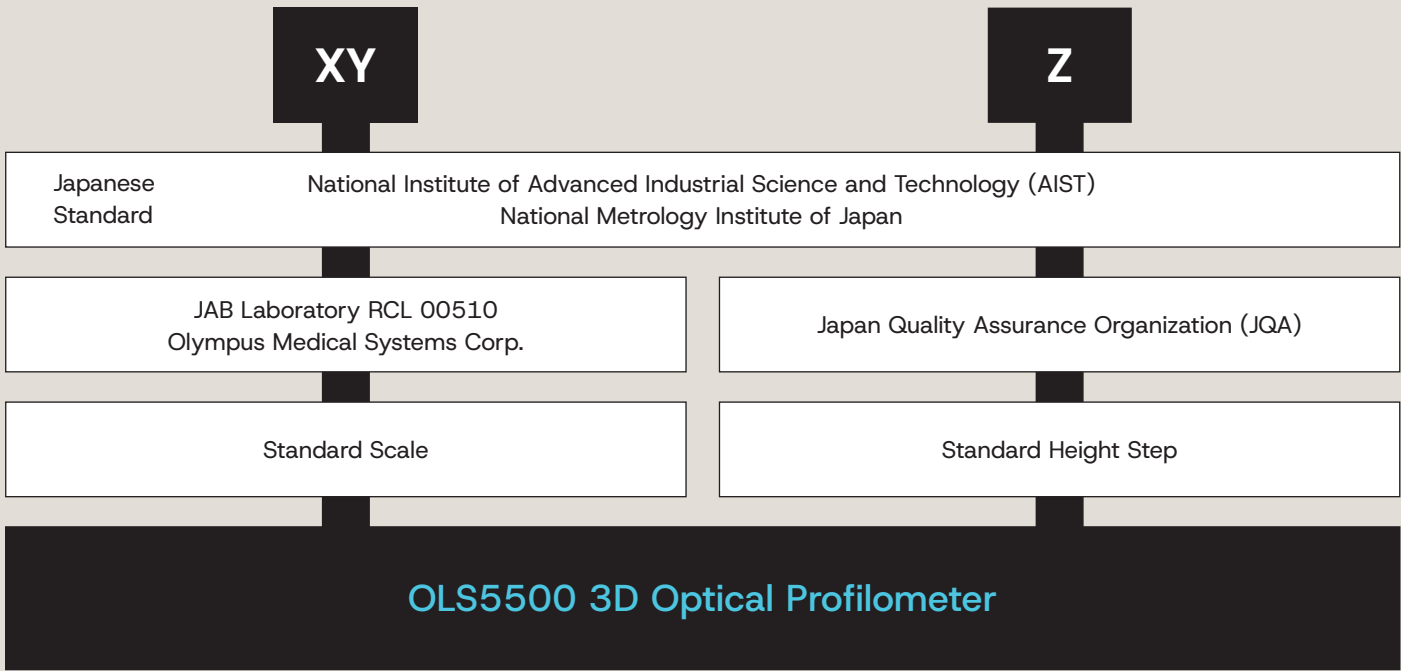 XY
Z
Japanese
Standard
National Institute of Advanced Industrial Science and Technology (AIST)
National Metrology Institute of Japan
JAB Laboratory RCL 00510
Olympus Medical Systems Corp.
Japan Quality Assurance Organization (JQA)
Standard Scale
Standard Height Step
OLS5500 3D Optical Profilometer